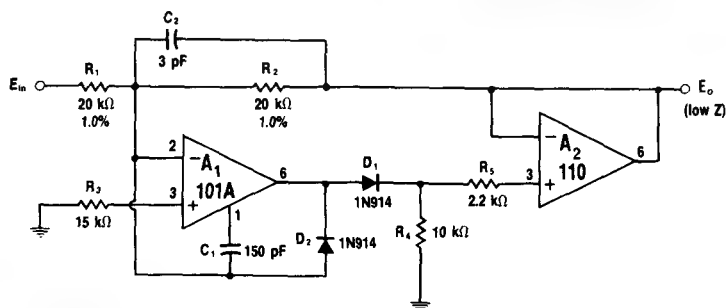 C₂
3 pF
Eᵢₙ
R₁
20 kΩ
1.0%
R₂
20 kΩ
1.0%
Eₒ
(low Z)
2
−
A₁
101A
6
3
+
1
R₃
15 kΩ
C₁
150 pF
D₂
1N914
D₁
1N914
R₄
10 kΩ
R₅
2.2 kΩ
−
A₂
110
6
3
+